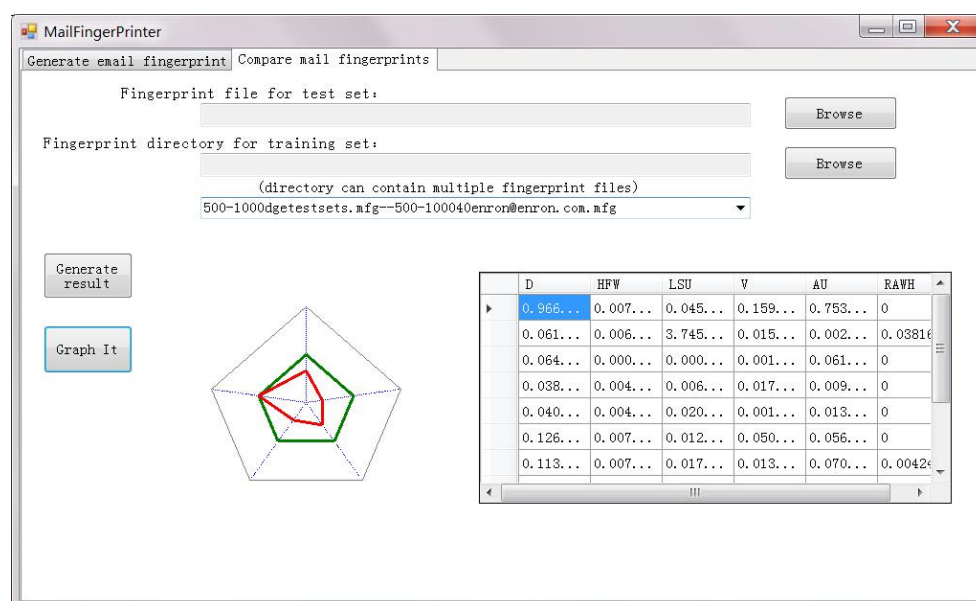 MailFingerPrinter
Generate email fingerprint Compare mail fingerprints
Fingerprint file for test set:
Browse
Fingerprint directory for training set:
Browse
(directory can contain multiple fingerprint files)
500-1000dgetestsets.mfg--500-100040enron@enron.com.mfg
Generate
result
Graph It
D HFW LSU V AU RAWH
0.966... 0.007... 0.045... 0.159... 0.753... 0
0.061... 0.006... 3.745... 0.015... 0.002... 0.03816
0.064... 0.000... 0.000... 0.001... 0.061... 0
0.038... 0.004... 0.006... 0.017... 0.009... 0
0.040... 0.004... 0.020... 0.001... 0.013... 0
0.126... 0.007... 0.012... 0.050... 0.056... 0
0.113... 0.007... 0.017... 0.013... 0.070... 0.00424